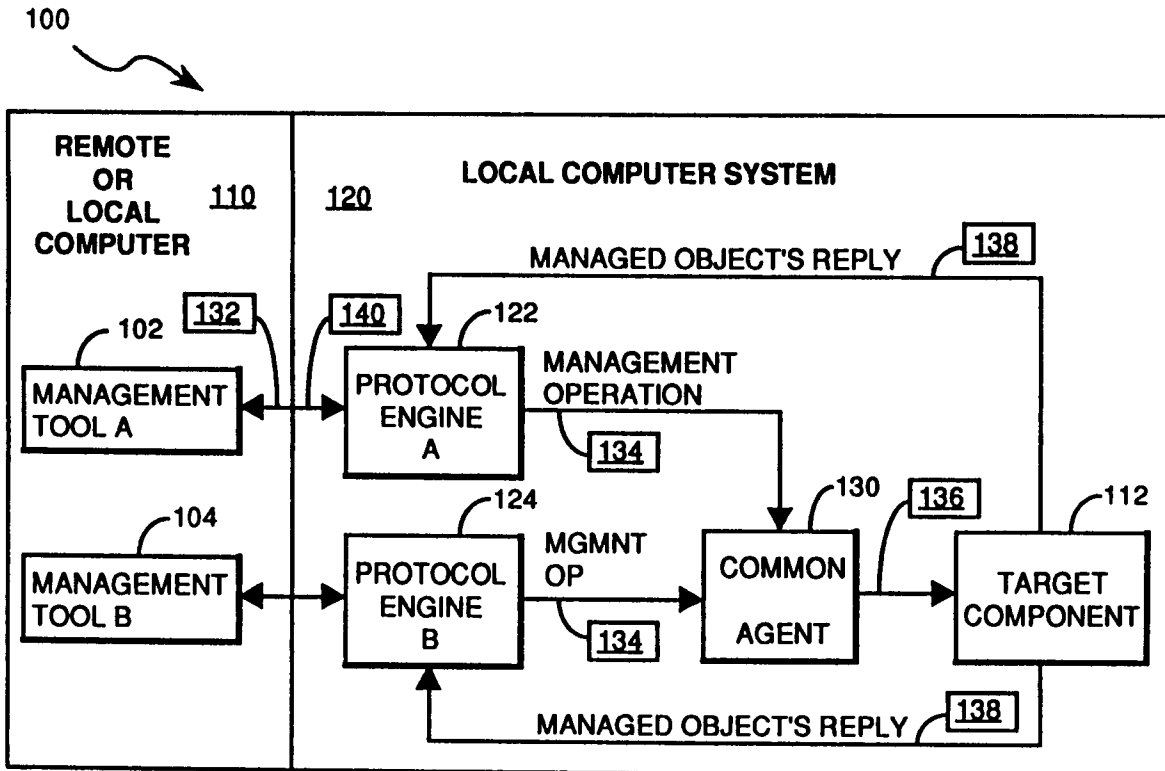 100
REMOTE
OR
LOCAL
COMPUTER
110
120
LOCAL COMPUTER SYSTEM
MANAGED OBJECT'S REPLY
138
132
140
102
122
MANAGEMENT
TOOL A
PROTOCOL
ENGINE
A
MANAGEMENT
OPERATION
134
104
124
130
136
112
MANAGEMENT
TOOL B
PROTOCOL
ENGINE
B
MGMNT
OP
134
COMMON
AGENT
TARGET
COMPONENT
MANAGED OBJECT'S REPLY
138